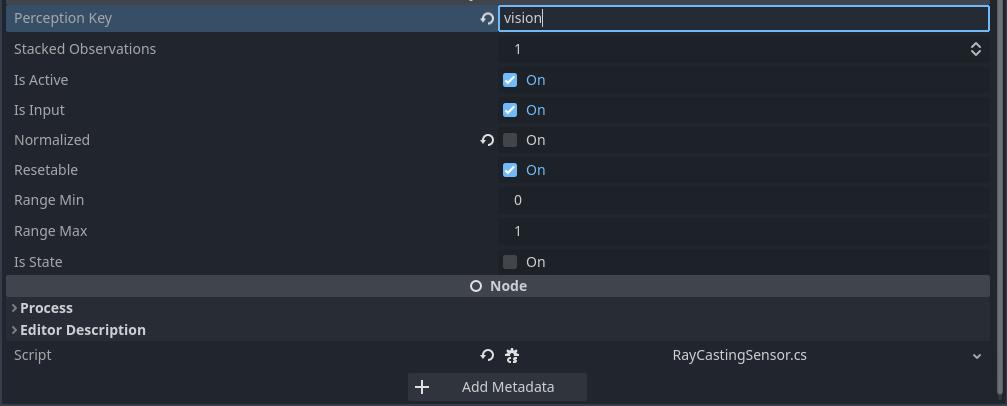 Perception Key vision
Stacked Observations 1
Is Active On
Is Input On
Normalized On
Resetable On
Range Min 0
Range Max 1
Is State On
Node
Process
Editor Description
Script RayCastingSensor.cs
Add Metadata